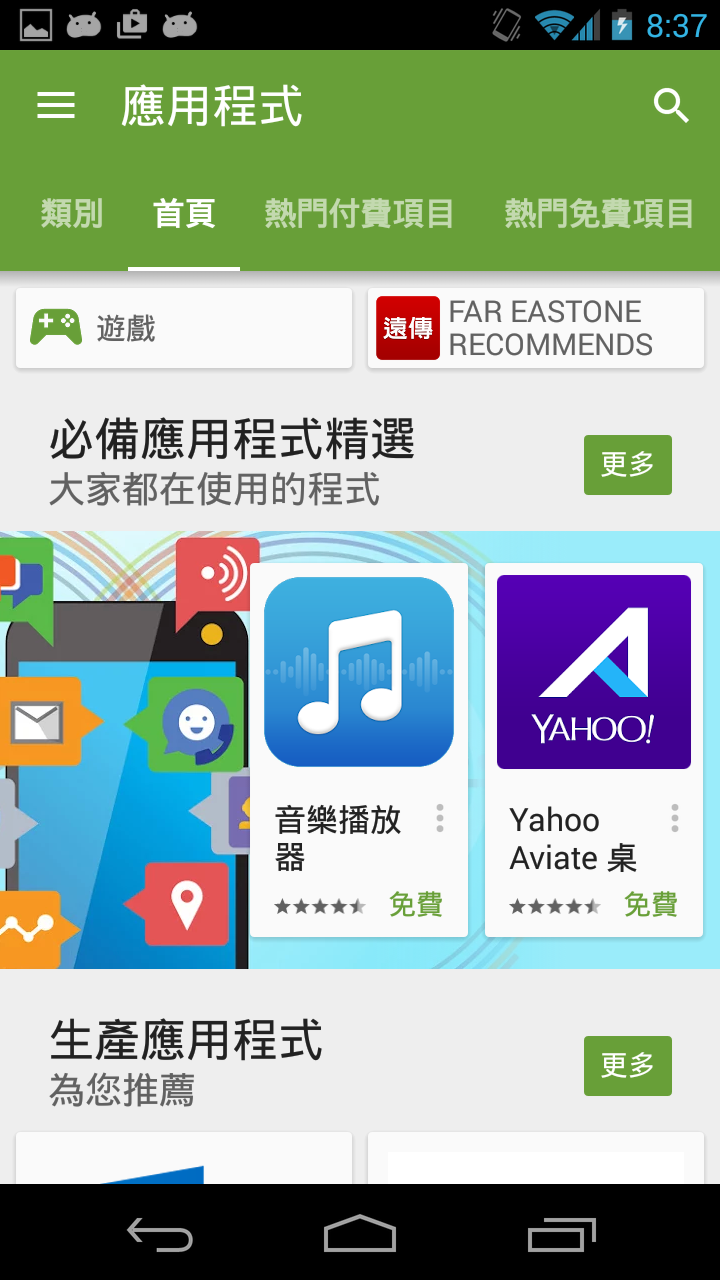 8:37
應用程式
類別 首頁 熱門付費項目 熱門免費項目
遊戲
遠傳 FAR EASTONE
RECOMMENDS
必備應用程式精選
大家都在使用的程式
更多
YAHOO!
音樂播放
器
免費
Yahoo
Aviate 桌
免費
生產應用程式
為您推薦
更多